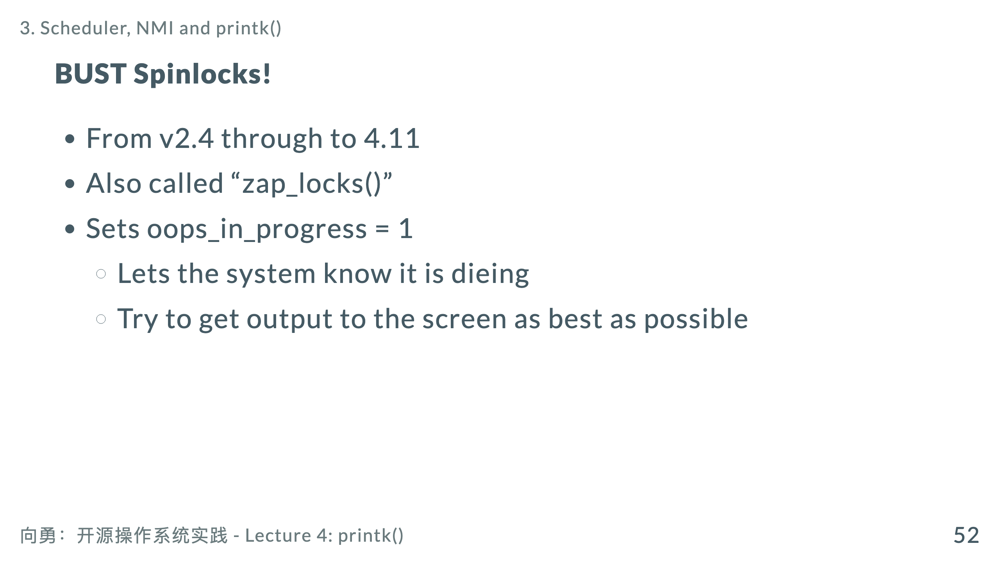 3. Scheduler, NMI and printk()
BUST Spinlocks!
• From v2.4 through to 4.11
• Also called “zap_locks()”
• Sets oops_in_progress = 1
○ Lets the system know it is dieing
○ Try to get output to the screen as best as possible
向勇：开源操作系统实践 - Lecture 4: printk()
52